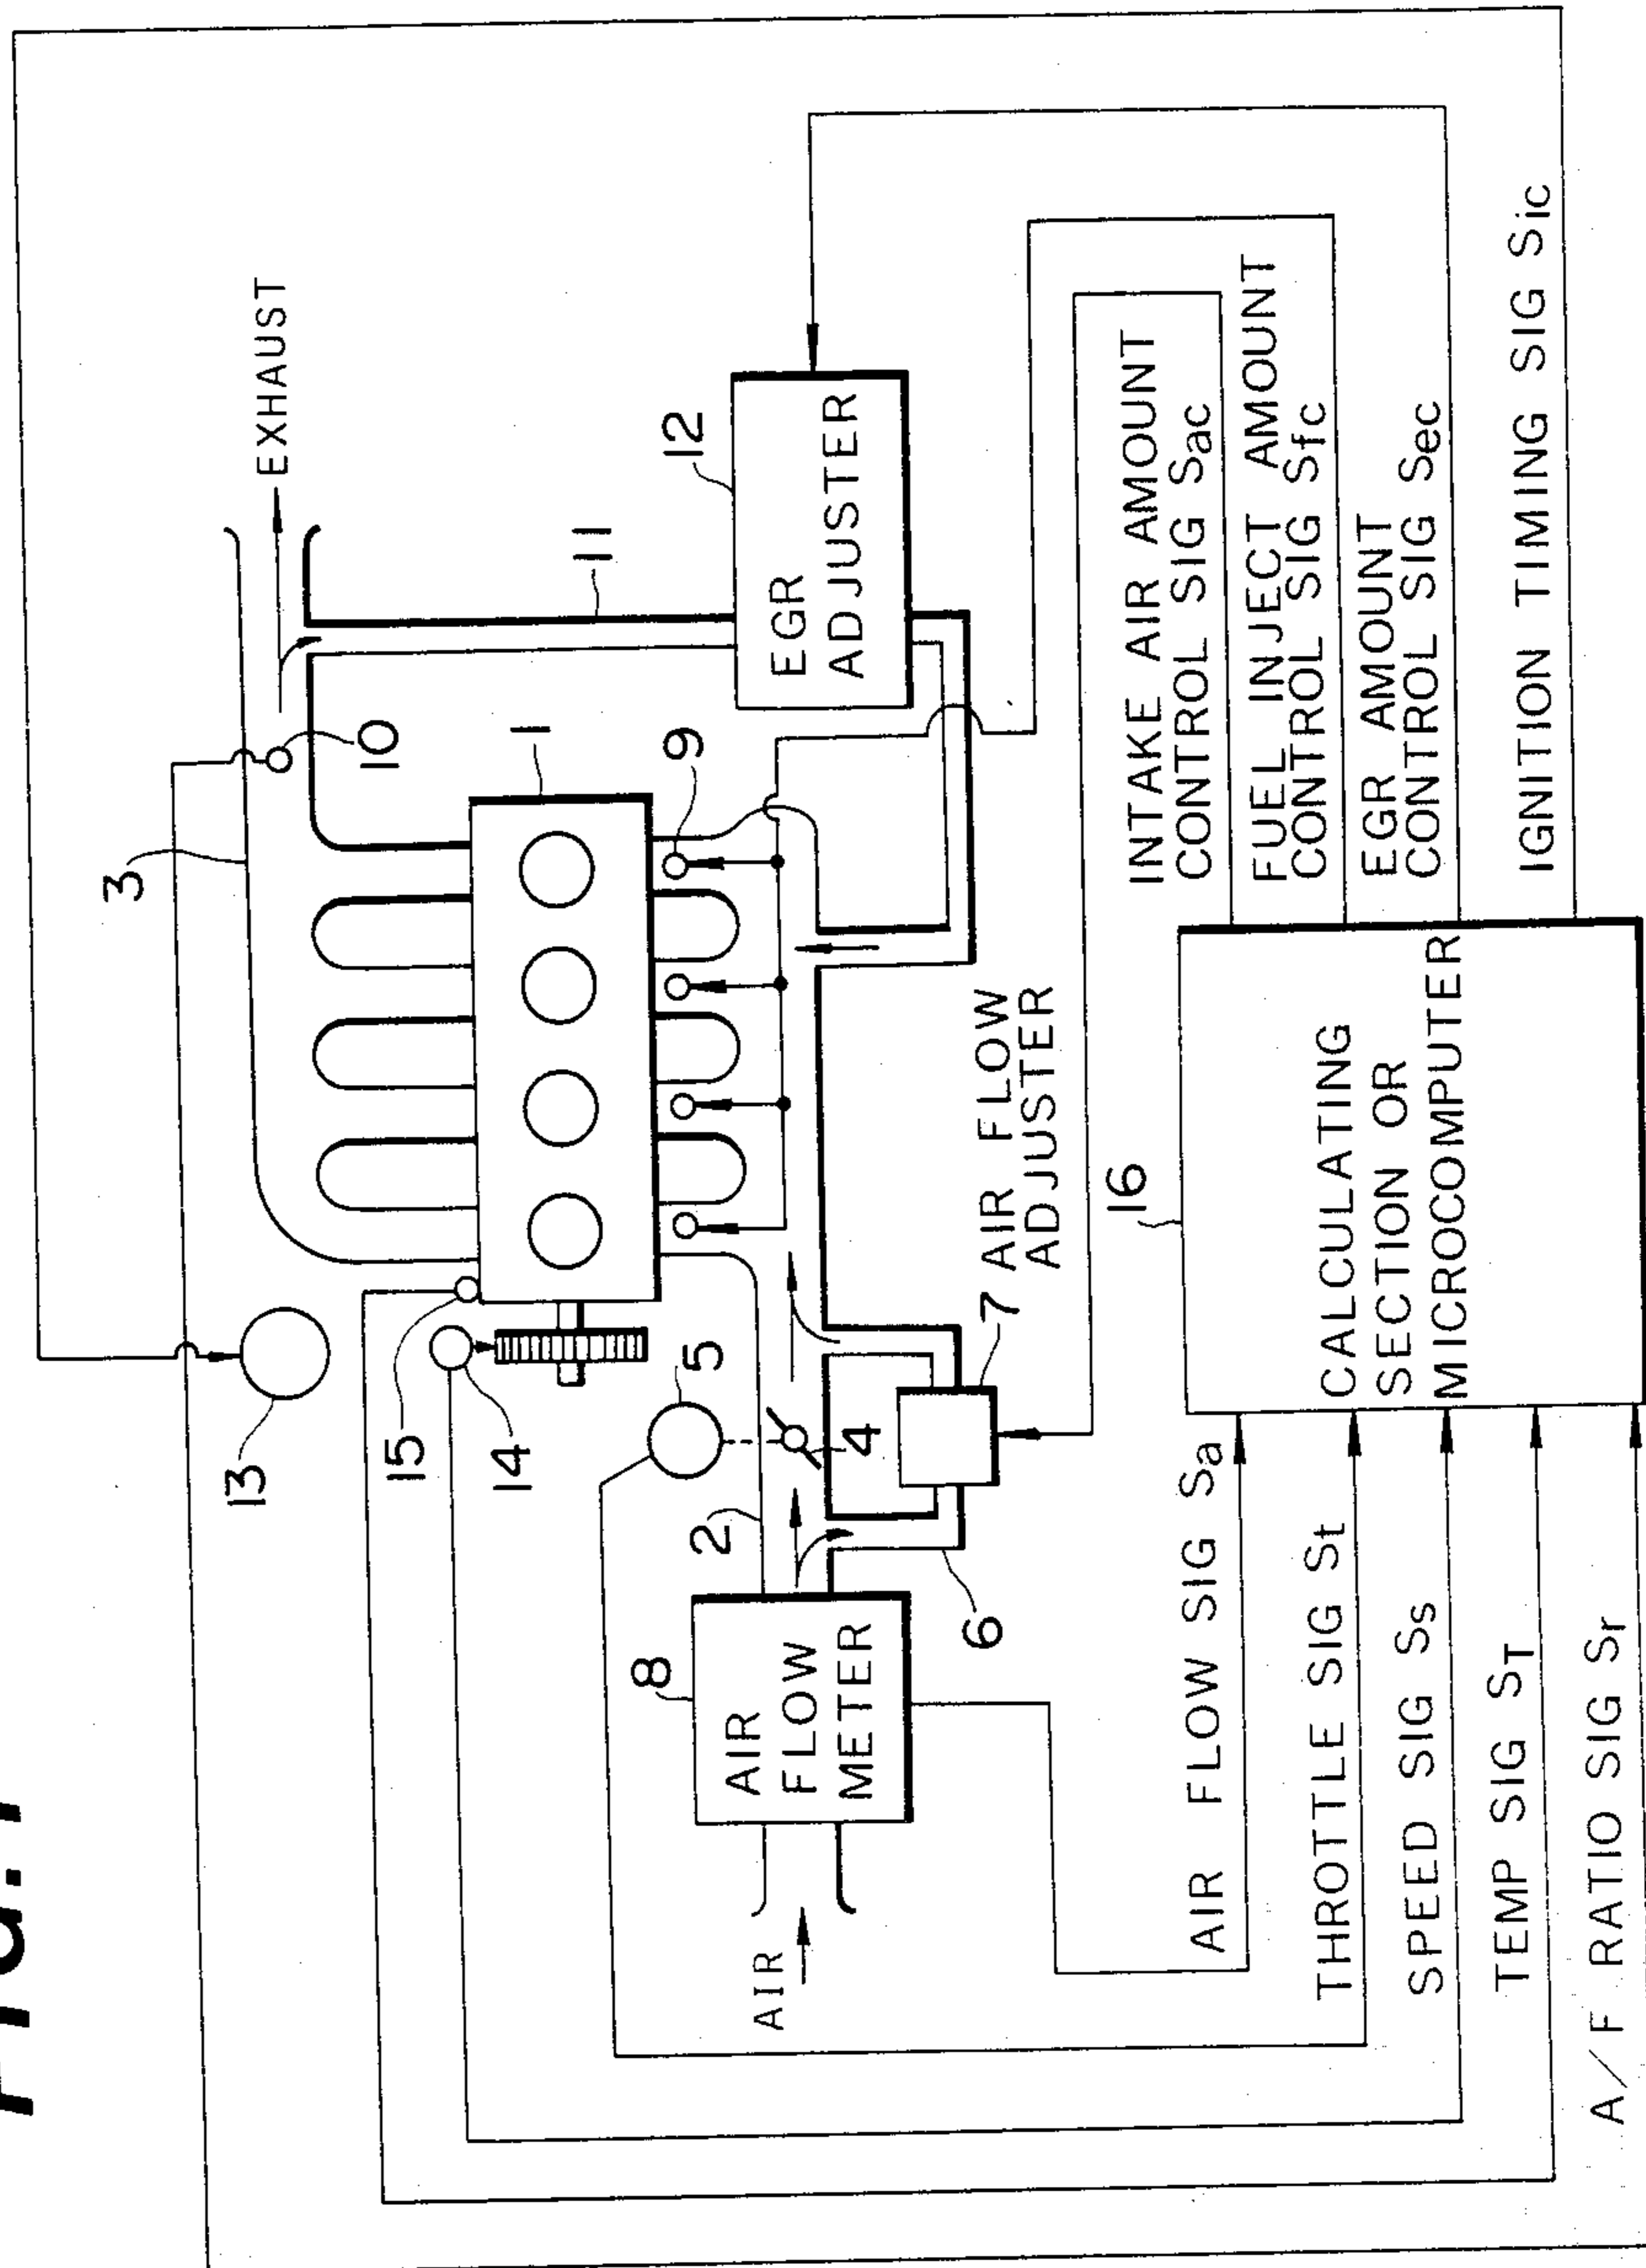 FIG.1
EXHAUST
3
10
11
1
9
12
EGR
ADJUSTER
13
15
14
5
4
2
8
AIR
FLOW
METER
AIR
6
7
AIR FLOW
ADJUSTER
INTAKE AIR AMOUNT
CONTROL SIG Sac
FUEL INJECT AMOUNT
CONTROL SIG Sfc
EGR AMOUNT
CONTROL SIG Sec
IGNITION TIMING SIG Sic
16
CALCULATING
SECTION OR
MICROCOMPUTER
AIR FLOW SIG Sa
THROTTLE SIG St
SPEED SIG Ss
TEMP SIG ST
A/F RATIO SIG Sr